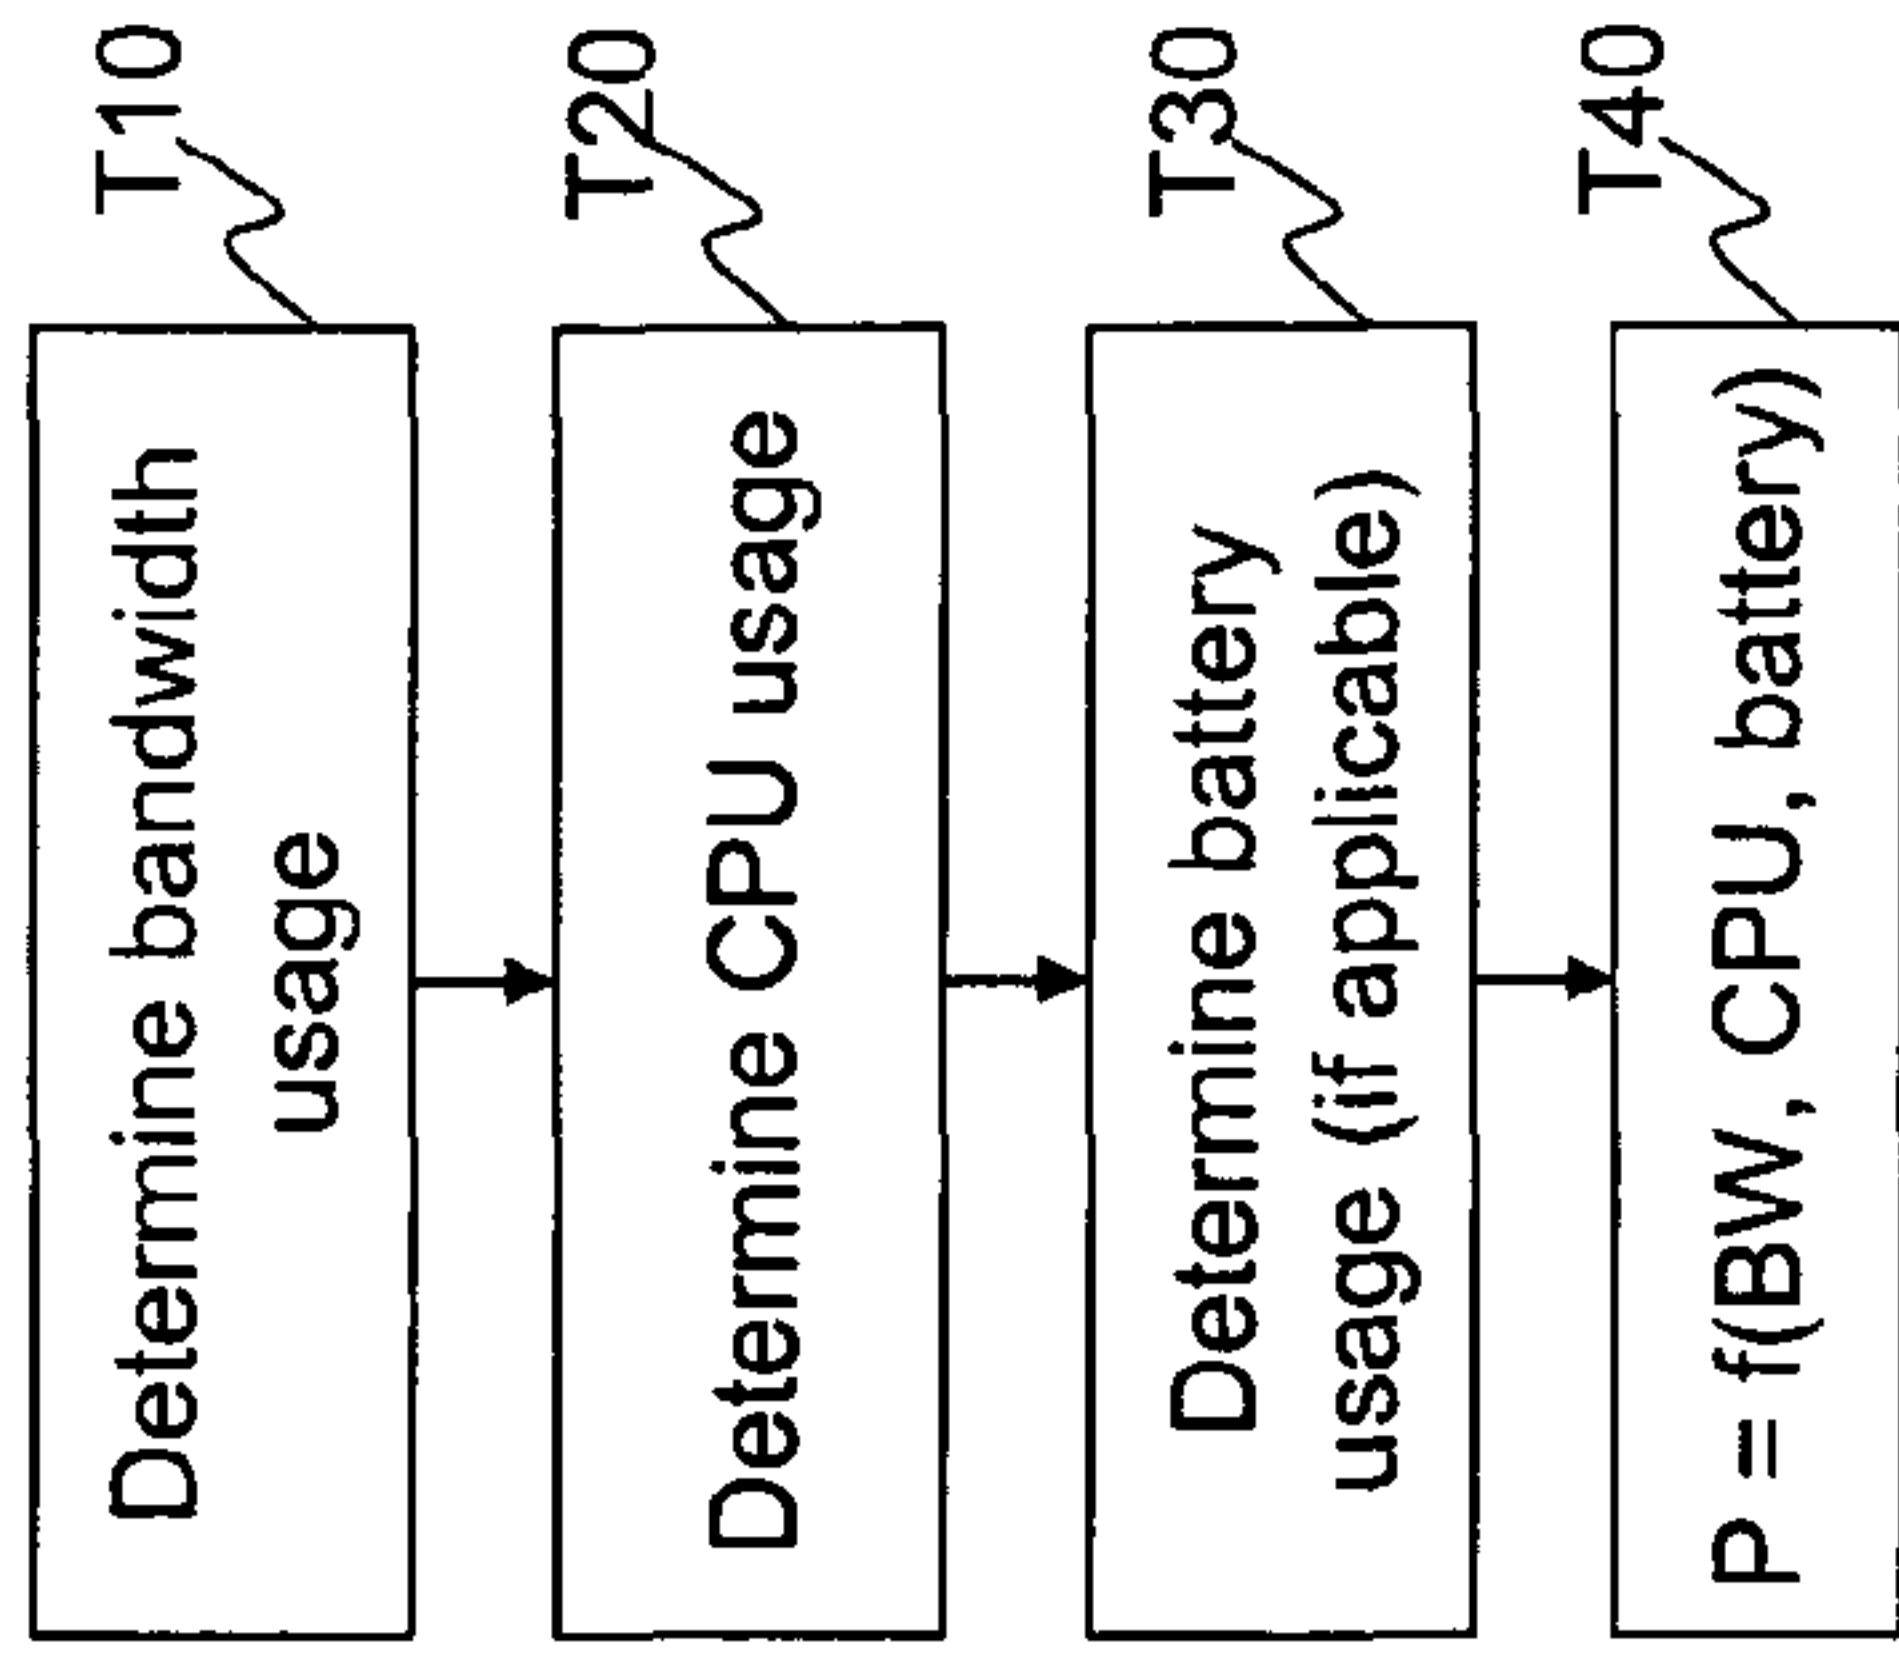 T10
Determine bandwidth
usage
T20
Determine CPU usage
T30
Determine battery
usage (if applicable)
T40
P = f(BW, CPU, battery)